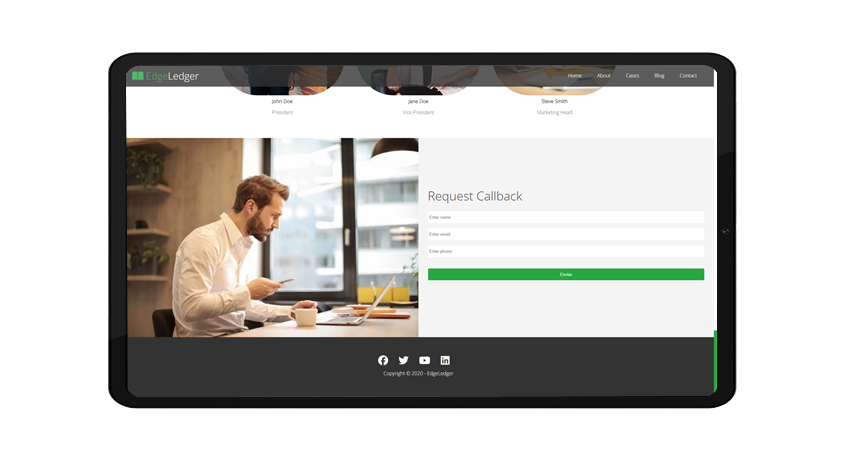 EdgeLedger
Home About Cases Blog Contact
John Doe Jane Doe Steve Smith
President Vice President Marketing Head
Request Callback
Enter name
Enter email
Enter phone
Enviar
Copyright © 2020 - EdgeLedger